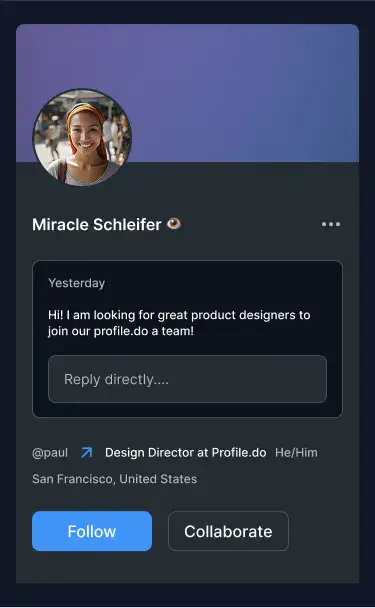 Miracle Schleifer 👁️
Yesterday
Hi! I am looking for great product designers to
join our profile.do a team!
Reply directly....
@paul Design Director at Profile.do He/Him
San Francisco, United States
Follow Collaborate